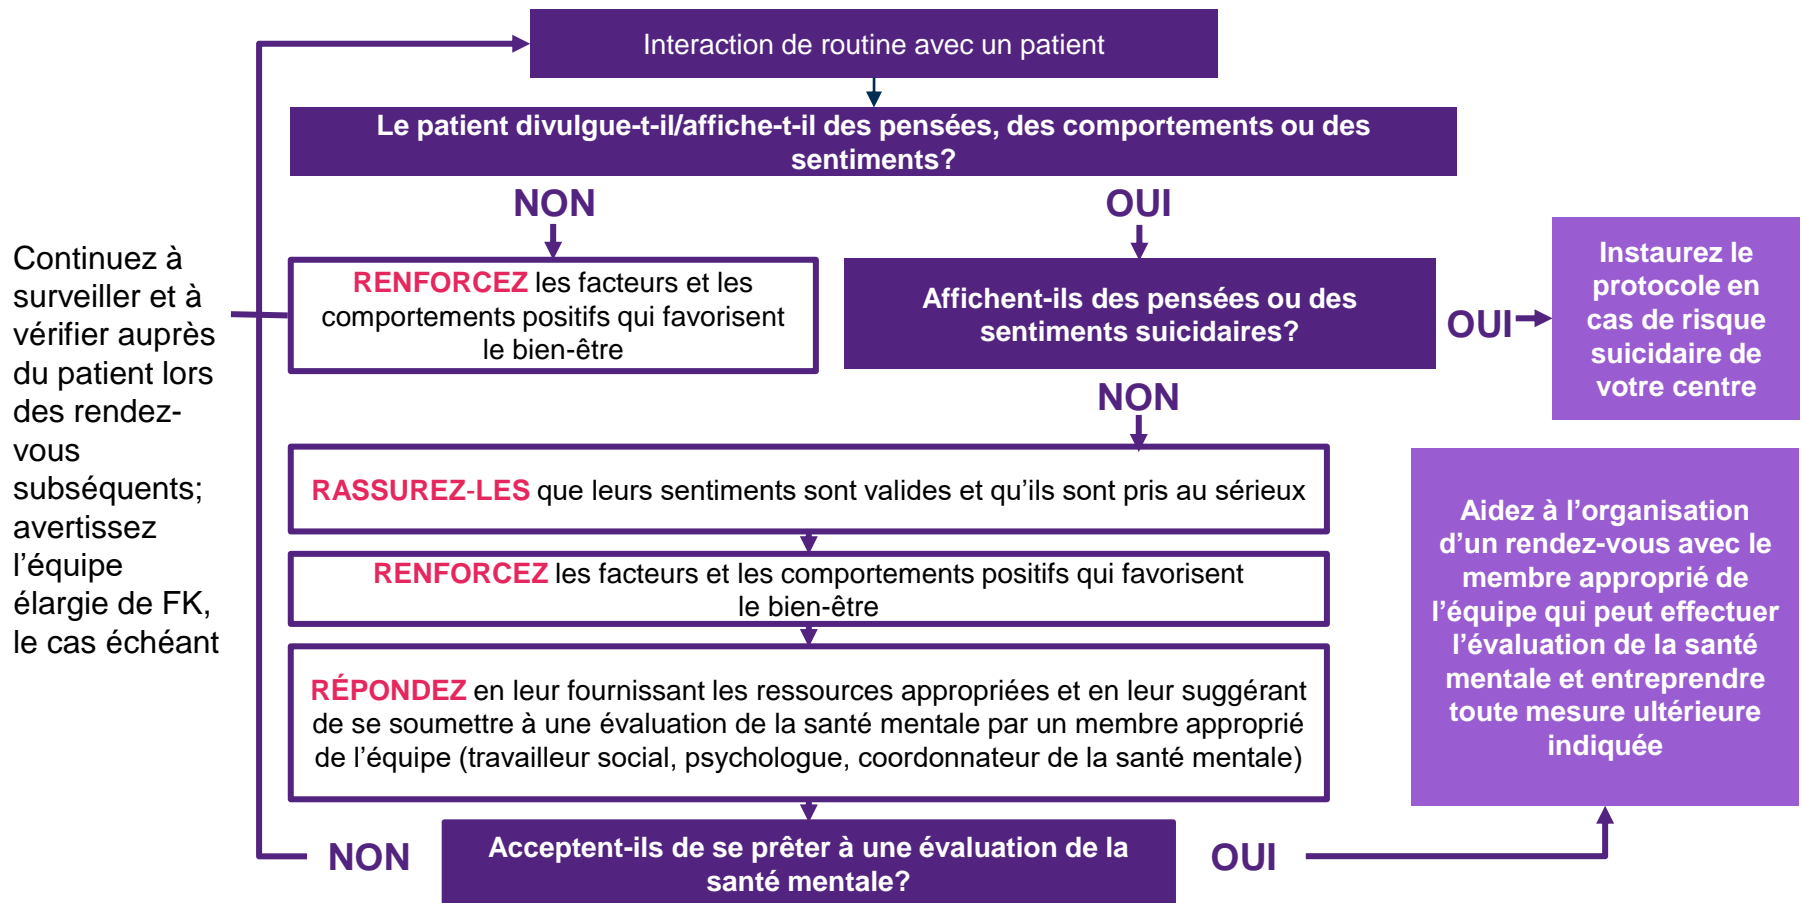 Interaction de routine avec un patient
Le patient divulgue-t-il/affiche-t-il des pensées, des comportements ou des
sentiments?
NON
OUI
Continuez à
surveiller et à
vérifier auprès
du patient lors
des rendez-
vous
subséquents;
avertissez
l’équipe
élargie de FK,
le cas échéant
RENFORCEZ les facteurs et les
comportements positifs qui favorisent
le bien-être
Affichent-ils des pensées ou des
sentiments suicidaires?
OUI
Instaurez le
protocole en
cas de risque
suicidaire de
votre centre
NON
RASSUREZ-LES que leurs sentiments sont valides et qu’ils sont pris au sérieux
RENFORCEZ les facteurs et les comportements positifs qui favorisent
le bien-être
RÉPONDEZ en leur fournissant les ressources appropriées et en leur suggérant
de se soumettre à une évaluation de la santé mentale par un membre approprié
de l’équipe (travailleur social, psychologue, coordonnateur de la santé mentale)
Aidez à l’organisation
d’un rendez-vous avec le
membre approprié de
l’équipe qui peut effectuer
l’évaluation de la santé
mentale et entreprendre
toute mesure ultérieure
indiquée
NON
Acceptent-ils de se prêter à une évaluation de la
santé mentale?
OUI